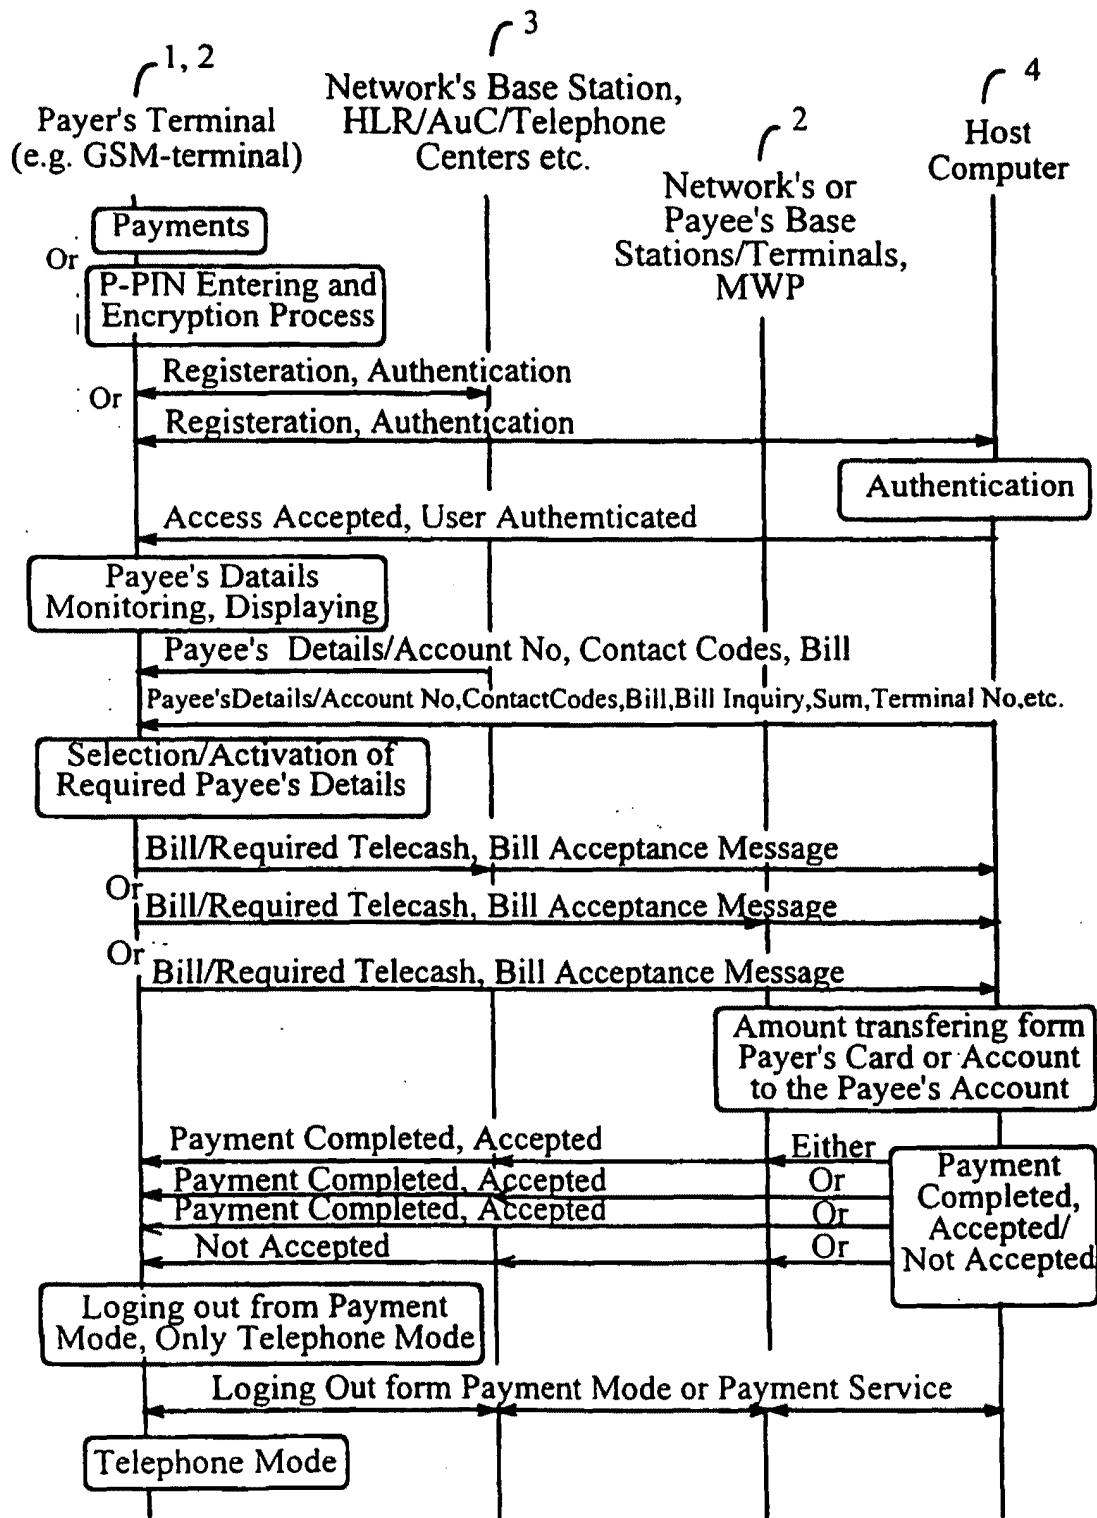 1, 2
3
2
4
Payer's Terminal
(e.g. GSM-terminal)
Network's Base Station,
HLR/AuC/Telephone
Centers etc.
Network's or
Payee's Base
Stations/Terminals,
MWP
Host
Computer
Payments
Or
P-PIN Entering and
Encryption Process
Registeration, Authentication
Or
Registeration, Authentication
Authentication
Access Accepted, User Authemticated
Payee's Datails
Monitoring, Displaying
Payee's Details/Account No, Contact Codes, Bill
Payee'sDetails/Account No,ContactCodes,Bill,Bill Inquiry,Sum,Terminal No,etc.
Selection/Activation of
Required Payee's Details
Bill/Required Telecash, Bill Acceptance Message
Or
Bill/Required Telecash, Bill Acceptance Message
Or
Bill/Required Telecash, Bill Acceptance Message
Amount transfering form
Payer's Card or Account
to the Payee's Account
Payment Completed, Accepted
Either
Payment Completed, Accepted
Or
Payment Completed, Accepted
Or
Not Accepted
Or
Payment
Completed,
Accepted/
Not Accepted
Loging out from Payment
Mode, Only Telephone Mode
Loging Out form Payment Mode or Payment Service
Telephone Mode